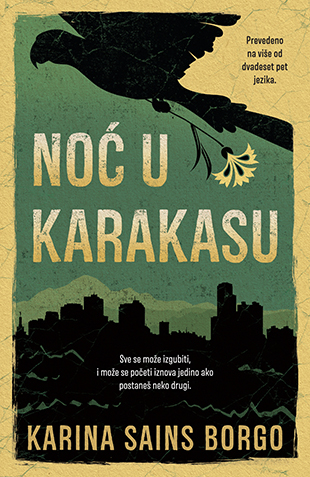 Prevedeno
na više od
dvadeset pet
jezika.
NOĆ U
KARAKASU
Sve se može izgubiti,
i može se početi iznova jedino ako
postaneš neko drugi.
KARINA SAINS BORGO